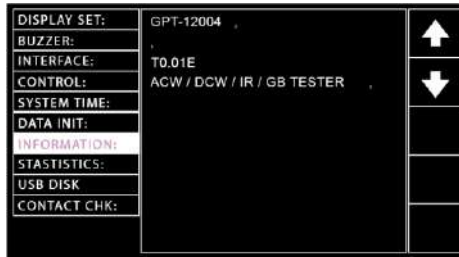 DISPLAY SET:
BUZZER:
INTERFACE:
CONTROL:
SYSTEM TIME:
DATA INIT:
INFORMATION:
STASTISTICS:
USB DISK
CONTACT CHK:
GPT-12004 ,
,
T0.01E
ACW / DCW / IR / GB TESTER ,